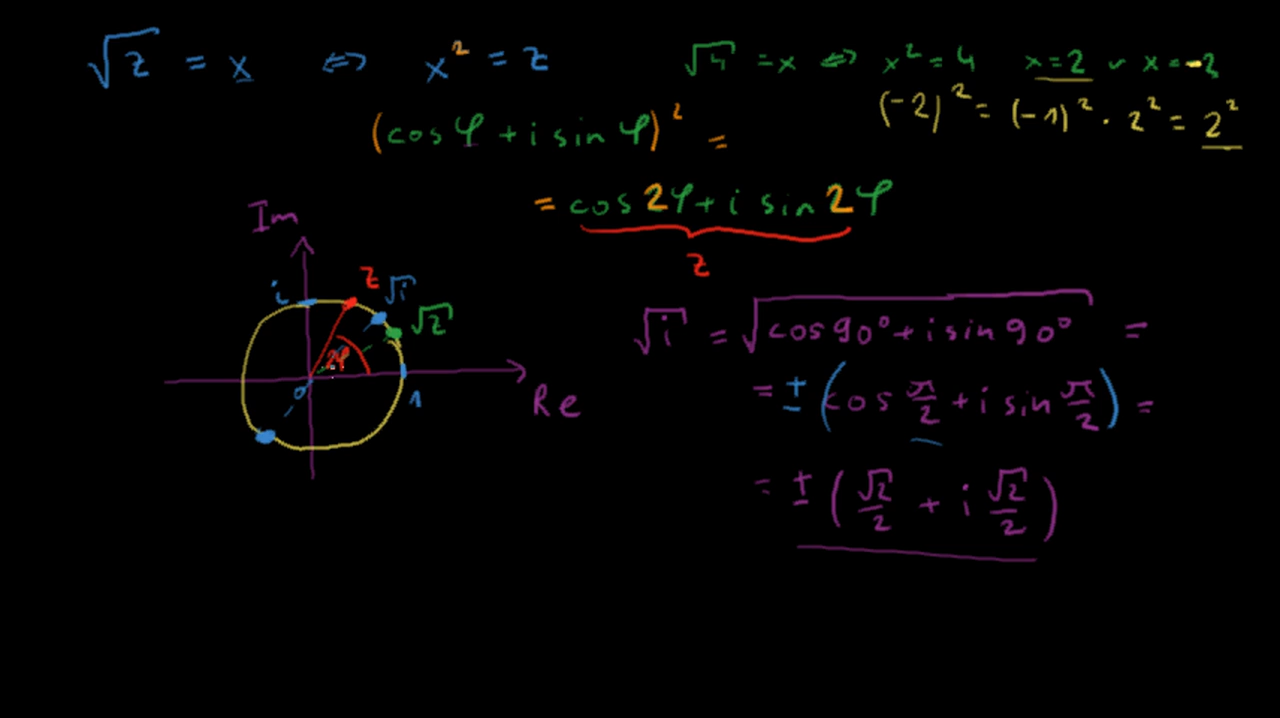 √z = x ⇔ x² = z
√4 = x ⇔ x² = 4 x = 2 ∨ x = -2
(-2)² = (-1)² · 2² = 2²
(cos φ + i sin φ)² =
= cos 2φ + i sin 2φ
z
Im
i z √i
√z
2φ
0 1
Re
√i = √cos 90° + i sin 90° =
= ± (cos π/2 + i sin π/2) =
= ± (√2/2 + i √2/2)